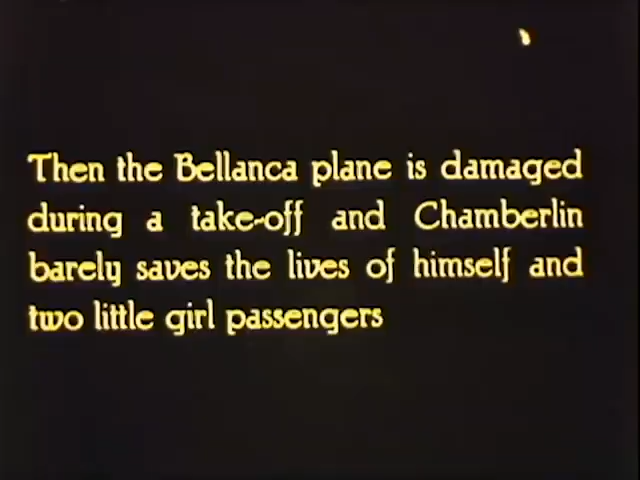 Then the Bellanca plane is damaged
during a take-off and Chamberlin
barely saves the lives of himself and
two little girl passengers